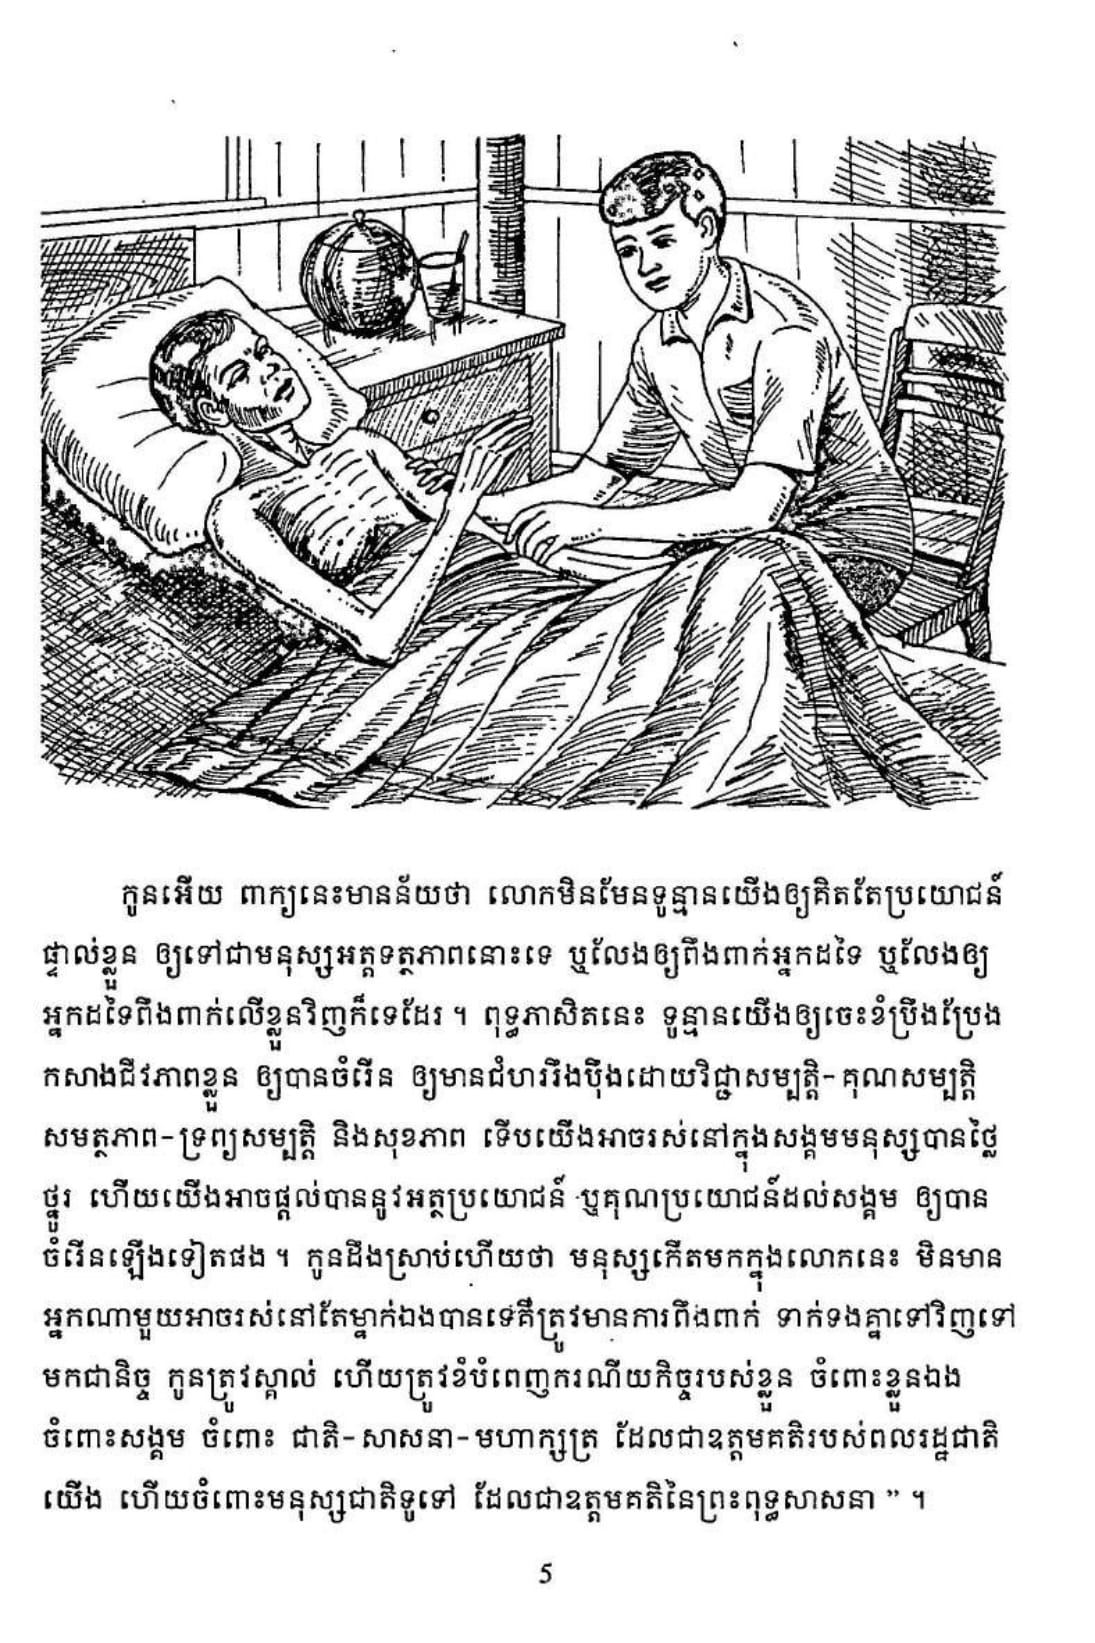 កូនអើយ ពាក្យនេះមានន័យថា លោកមិនមែនទូន្មានយើងឲ្យគិតតែប្រយោជន៍
ផ្ទាល់ខ្លួន ឲ្យទៅជាមនុស្សអត្តទត្ថភាពនោះទេ ឬលែងឲ្យពឹងពាក់អ្នកដទៃ ឬលែងឲ្យ
អ្នកដទៃពឹងពាក់លើខ្លួនវិញក៏ទេដែរ ។ ពុទ្ធភាសិតនេះ ទូន្មានយើងឲ្យចេះខំប្រឹងប្រែង
កសាងជីវភាពខ្លួន ឲ្យបានចំរើន ឲ្យមានជំហររឹងប៉ឹងដោយវិជ្ជាសម្បត្តិ-គុណសម្បត្តិ
សមត្ថភាព-ទ្រព្យសម្បត្តិ និងសុខភាព ទើបយើងអាចរស់នៅក្នុងសង្គមមនុស្សបានថ្លៃ
ថ្នូរ ហើយយើងអាចផ្តល់បាននូវអត្ថប្រយោជន៍ ឬគុណប្រយោជន៍ដល់សង្គម ឲ្យបាន
ចំរើនឡើងទៀតផង ។ កូនដឹងស្រាប់ហើយថា មនុស្សកើតមកក្នុងលោកនេះ មិនមាន
អ្នកណាមួយអាចរស់នៅតែម្នាក់ឯងបានទេគឺត្រូវមានការពឹងពាក់ ទាក់ទងគ្នាទៅវិញទៅ
មកជានិច្ច កូនត្រូវស្គាល់ ហើយត្រូវខំបំពេញករណីយកិច្ចរបស់ខ្លួន ចំពោះខ្លួនឯង
ចំពោះសង្គម ចំពោះ ជាតិ-សាសនា-មហាក្សត្រ ដែលជាឧត្តមគតិរបស់ពលរដ្ឋជាតិ
យើង ហើយចំពោះមនុស្សជាតិទូទៅ ដែលជាឧត្តមគតិនៃព្រះពុទ្ធសាសនា ” ។
5